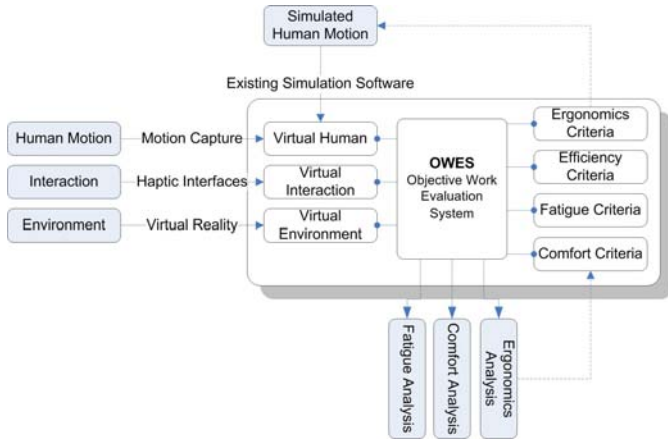 Simulated
Human Motion
Existing Simulation Software
Human Motion
Motion Capture
Virtual Human
Interaction
Haptic Interfaces
Virtual
Interaction
Environment
Virtual Reality
Virtual
Environment
OWES
Objective Work
Evaluation
System
Ergonomics
Criteria
Efficiency
Criteria
Fatigue Criteria
Comfort Criteria
Fatigue Analysis
Comfort Analysis
Ergonomics
Analysis